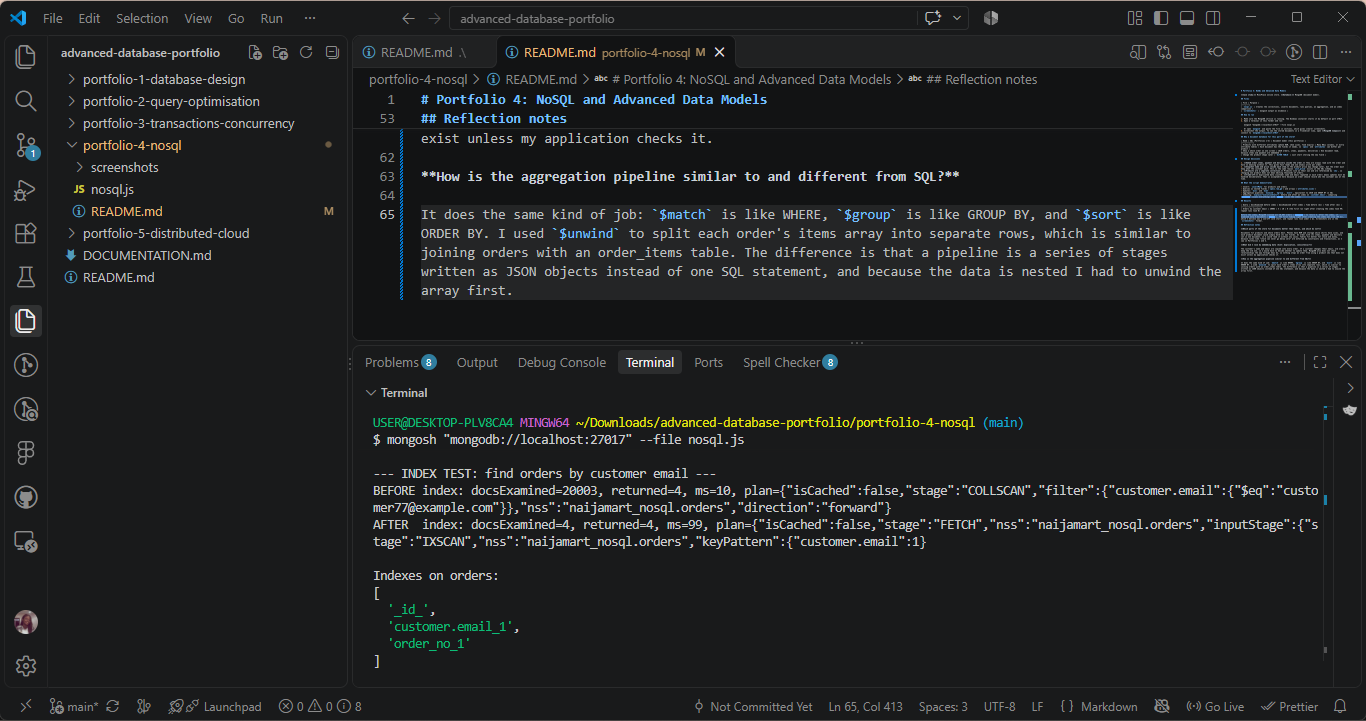 File Edit Selection View Go Run ··· advanced-database-portfolio
advanced-database-portfolio
portfolio-1-database-design
portfolio-2-query-optimisation
portfolio-3-transactions-concurrency
portfolio-4-nosql
screenshots
JS nosql.js
README.md M
portfolio-5-distributed-cloud
DOCUMENTATION.md
README.md
1
README.md .\ README.md portfolio-4-nosql M
portfolio-4-nosql > README.md > abc # Portfolio 4: NoSQL and Advanced Data Models > abc ## Reflection notes Text Editor
1 # Portfolio 4: NoSQL and Advanced Data Models
53 ## Reflection notes
exist unless my application checks it.
62
63 **How is the aggregation pipeline similar to and different from SQL?**
64
65 It does the same kind of job: `$match` is like WHERE, `$group` is like GROUP BY, and `$sort` is like
ORDER BY. I used `$unwind` to split each order's items array into separate rows, which is similar to
joining orders with an order_items table. The difference is that a pipeline is a series of stages
written as JSON objects instead of one SQL statement, and because the data is nested I had to unwind the
array first.
Problems 8 Output Debug Console Terminal Ports Spell Checker 8
Terminal
USER@DESKTOP-PLV8CA4 MINGW64 ~/Downloads/advanced-database-portfolio/portfolio-4-nosql (main)
$ mongosh "mongodb://localhost:27017" --file nosql.js
--- INDEX TEST: find orders by customer email ---
BEFORE index: docsExamined=20003, returned=4, ms=10, plan={"isCached":false,"stage":"COLLSCAN","filter":{"customer.email":{"$eq":"custo
mer77@example.com"}},"nss":"naijamart_nosql.orders","direction":"forward"}
AFTER  index: docsExamined=4, returned=4, ms=99, plan={"isCached":false,"stage":"FETCH","nss":"naijamart_nosql.orders","inputStage":{"s
tage":"IXSCAN","nss":"naijamart_nosql.orders","keyPattern":{"customer.email":1}
Indexes on orders:
[
'_id_',
'customer.email_1',
'order_no_1'
]
main* Launchpad 0 0 8 Not Committed Yet Ln 65, Col 413 Spaces: 3 UTF-8 LF { } Markdown Go Live Prettier